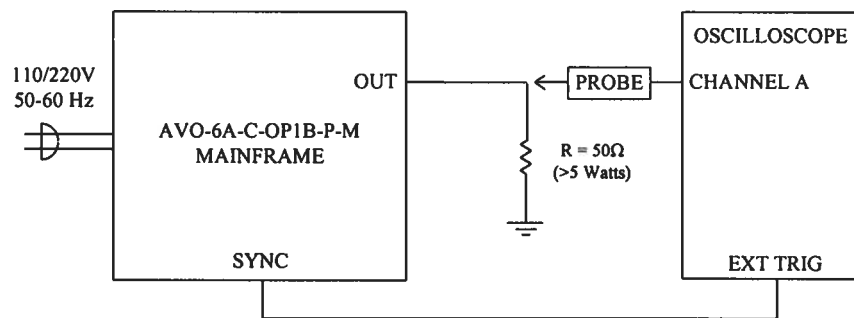 110/220V
50-60 Hz
AVO-6A-C-OP1B-P-M
MAINFRAME
OUT
SYNC
R = 50Ω
(>5 Watts)
PROBE
OSCILLOSCOPE
CHANNEL A
EXT TRIG